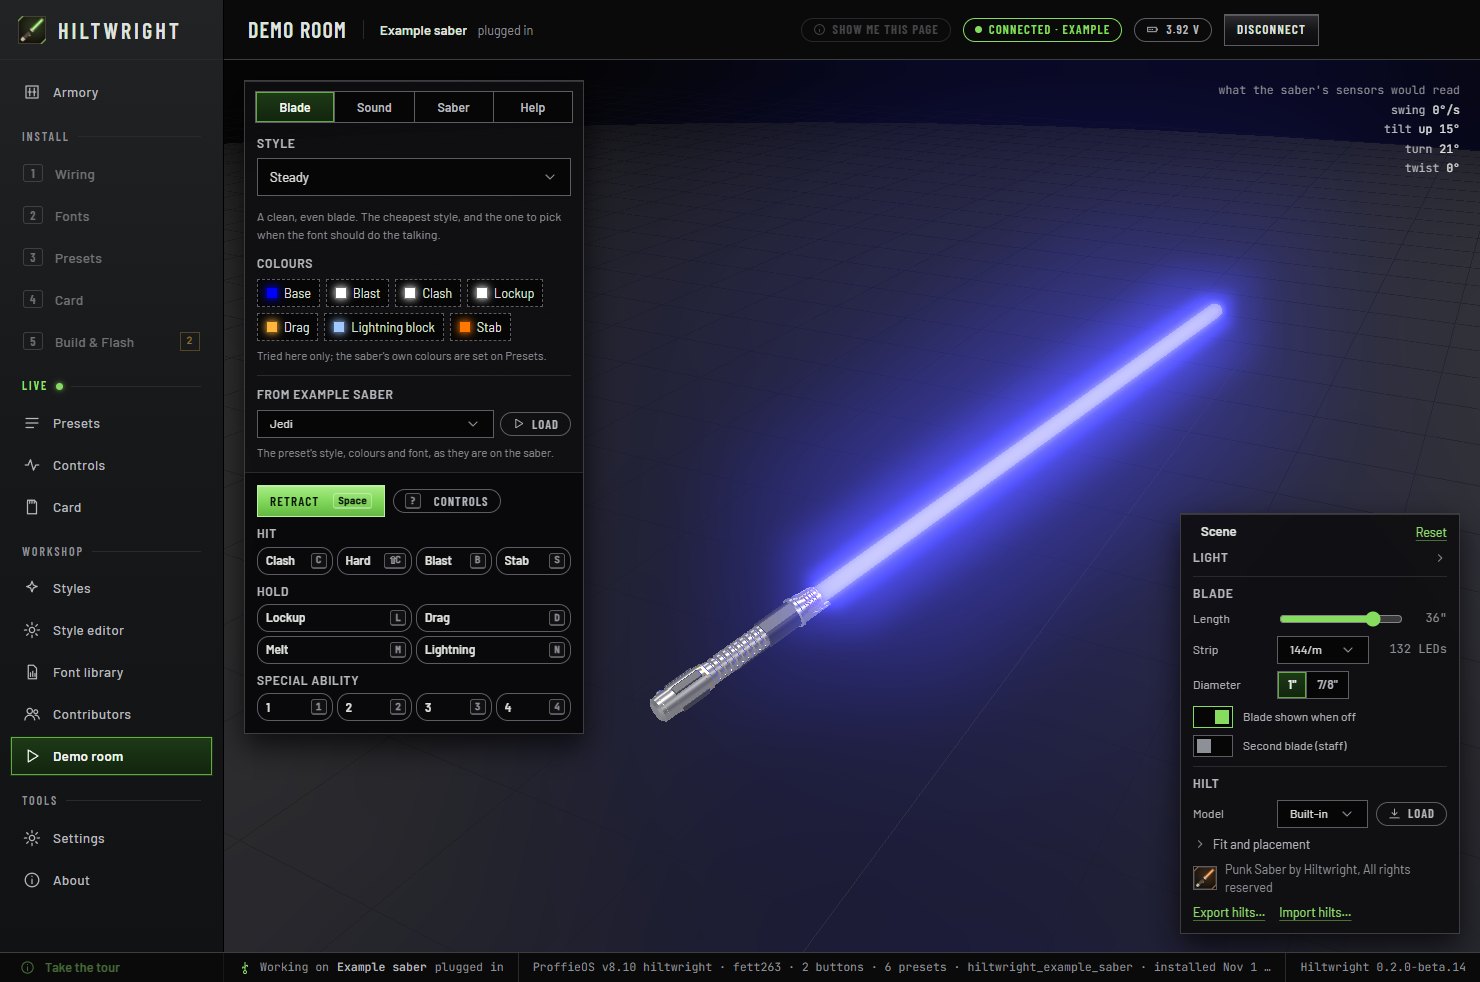 HILTWRIGHT
DEMO ROOM
Example saber plugged in
SHOW ME THIS PAGE
CONNECTED · EXAMPLE
3.92 V
DISCONNECT
Armory
INSTALL
1 Wiring
2 Fonts
3 Presets
4 Card
5 Build & Flash 2
LIVE
Presets
Controls
Card
WORKSHOP
Styles
Style editor
Font library
Contributors
Demo room
TOOLS
Settings
About
Take the tour
Blade Sound Saber Help
STYLE
Steady
A clean, even blade. The cheapest style, and the one to pick
when the font should do the talking.
COLOURS
Base Blast Clash Lockup
Drag Lightning block Stab
Tried here only; the saber's own colours are set on Presets.
FROM EXAMPLE SABER
Jedi LOAD
The preset's style, colours and font, as they are on the saber.
RETRACT Space ? CONTROLS
HIT
Clash C Hard ⇧C Blast B Stab S
HOLD
Lockup L Drag D
Melt M Lightning N
SPECIAL ABILITY
1 1 2 2 3 3 4 4
what the saber's sensors would read
swing 0°/s
tilt up 15°
turn 21°
twist 0°
Scene Reset
LIGHT
BLADE
Length 36"
Strip 144/m 132 LEDs
Diameter 1" 7/8"
Blade shown when off
Second blade (staff)
HILT
Model Built-in LOAD
Fit and placement
Punk Saber by Hiltwright, All rights
reserved
Export hilts... Import hilts...
Working on Example saber plugged in
ProffieOS v8.10 hiltwright · fett263 · 2 buttons · 6 presets · hiltwright_example_saber · installed Nov 1 …
Hiltwright 0.2.0-beta.14